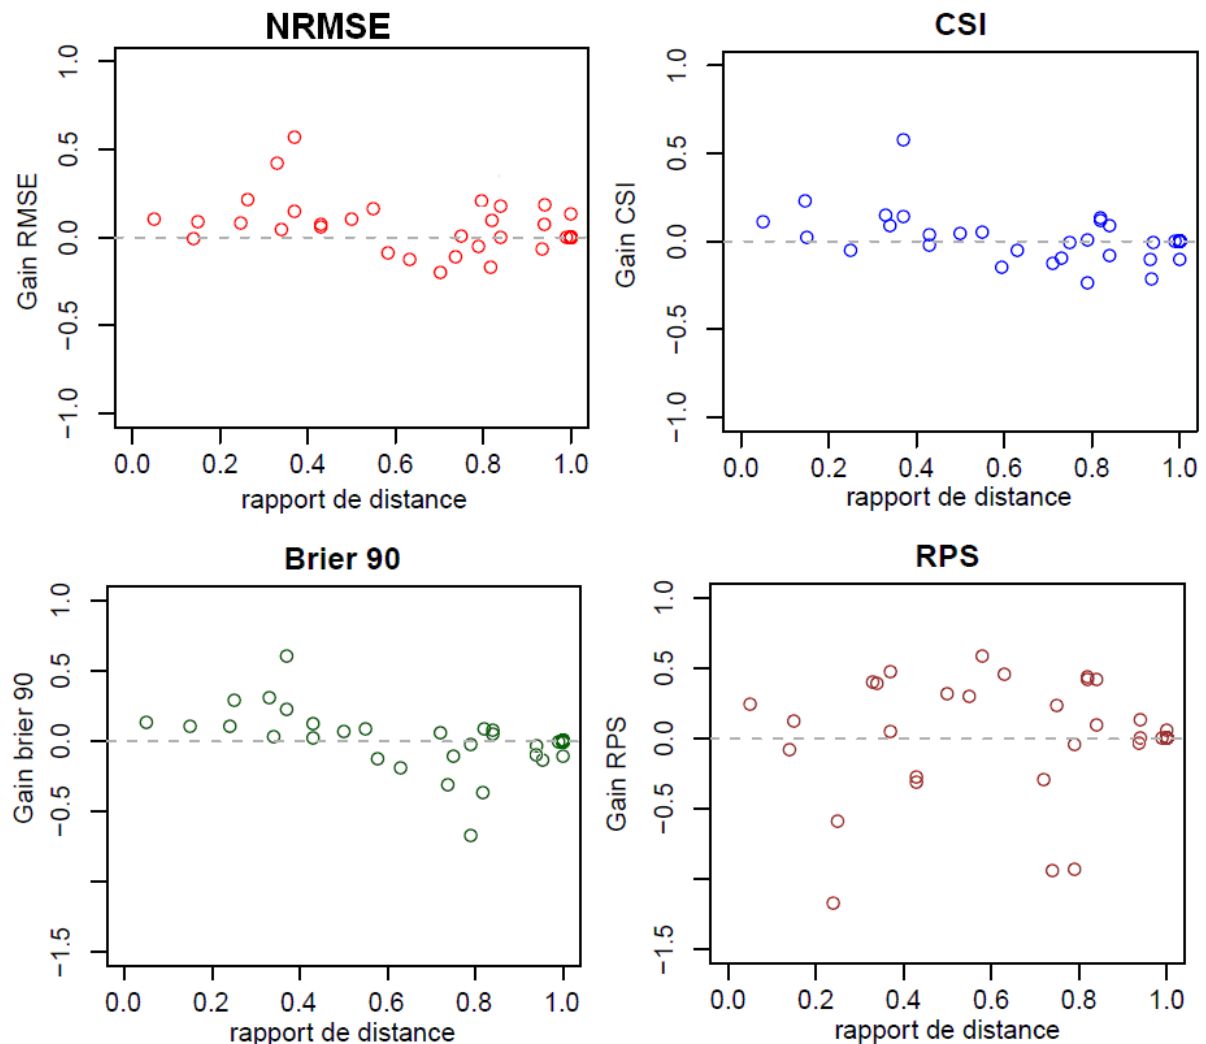 NRMSE
Gain RMSE
1.0
0.5
0.0
−0.5
−1.0
0.0 0.2 0.4 0.6 0.8 1.0
rapport de distance
CSI
Gain CSI
1.0
0.5
0.0
−0.5
−1.0
0.0 0.2 0.4 0.6 0.8 1.0
rapport de distance
Brier 90
Gain brier 90
1.0
0.5
0.0
−0.5
−1.5
0.0 0.2 0.4 0.6 0.8 1.0
rapport de distance
RPS
Gain RPS
1.0
0.5
0.0
−0.5
−1.5
0.0 0.2 0.4 0.6 0.8 1.0
rapport de distance